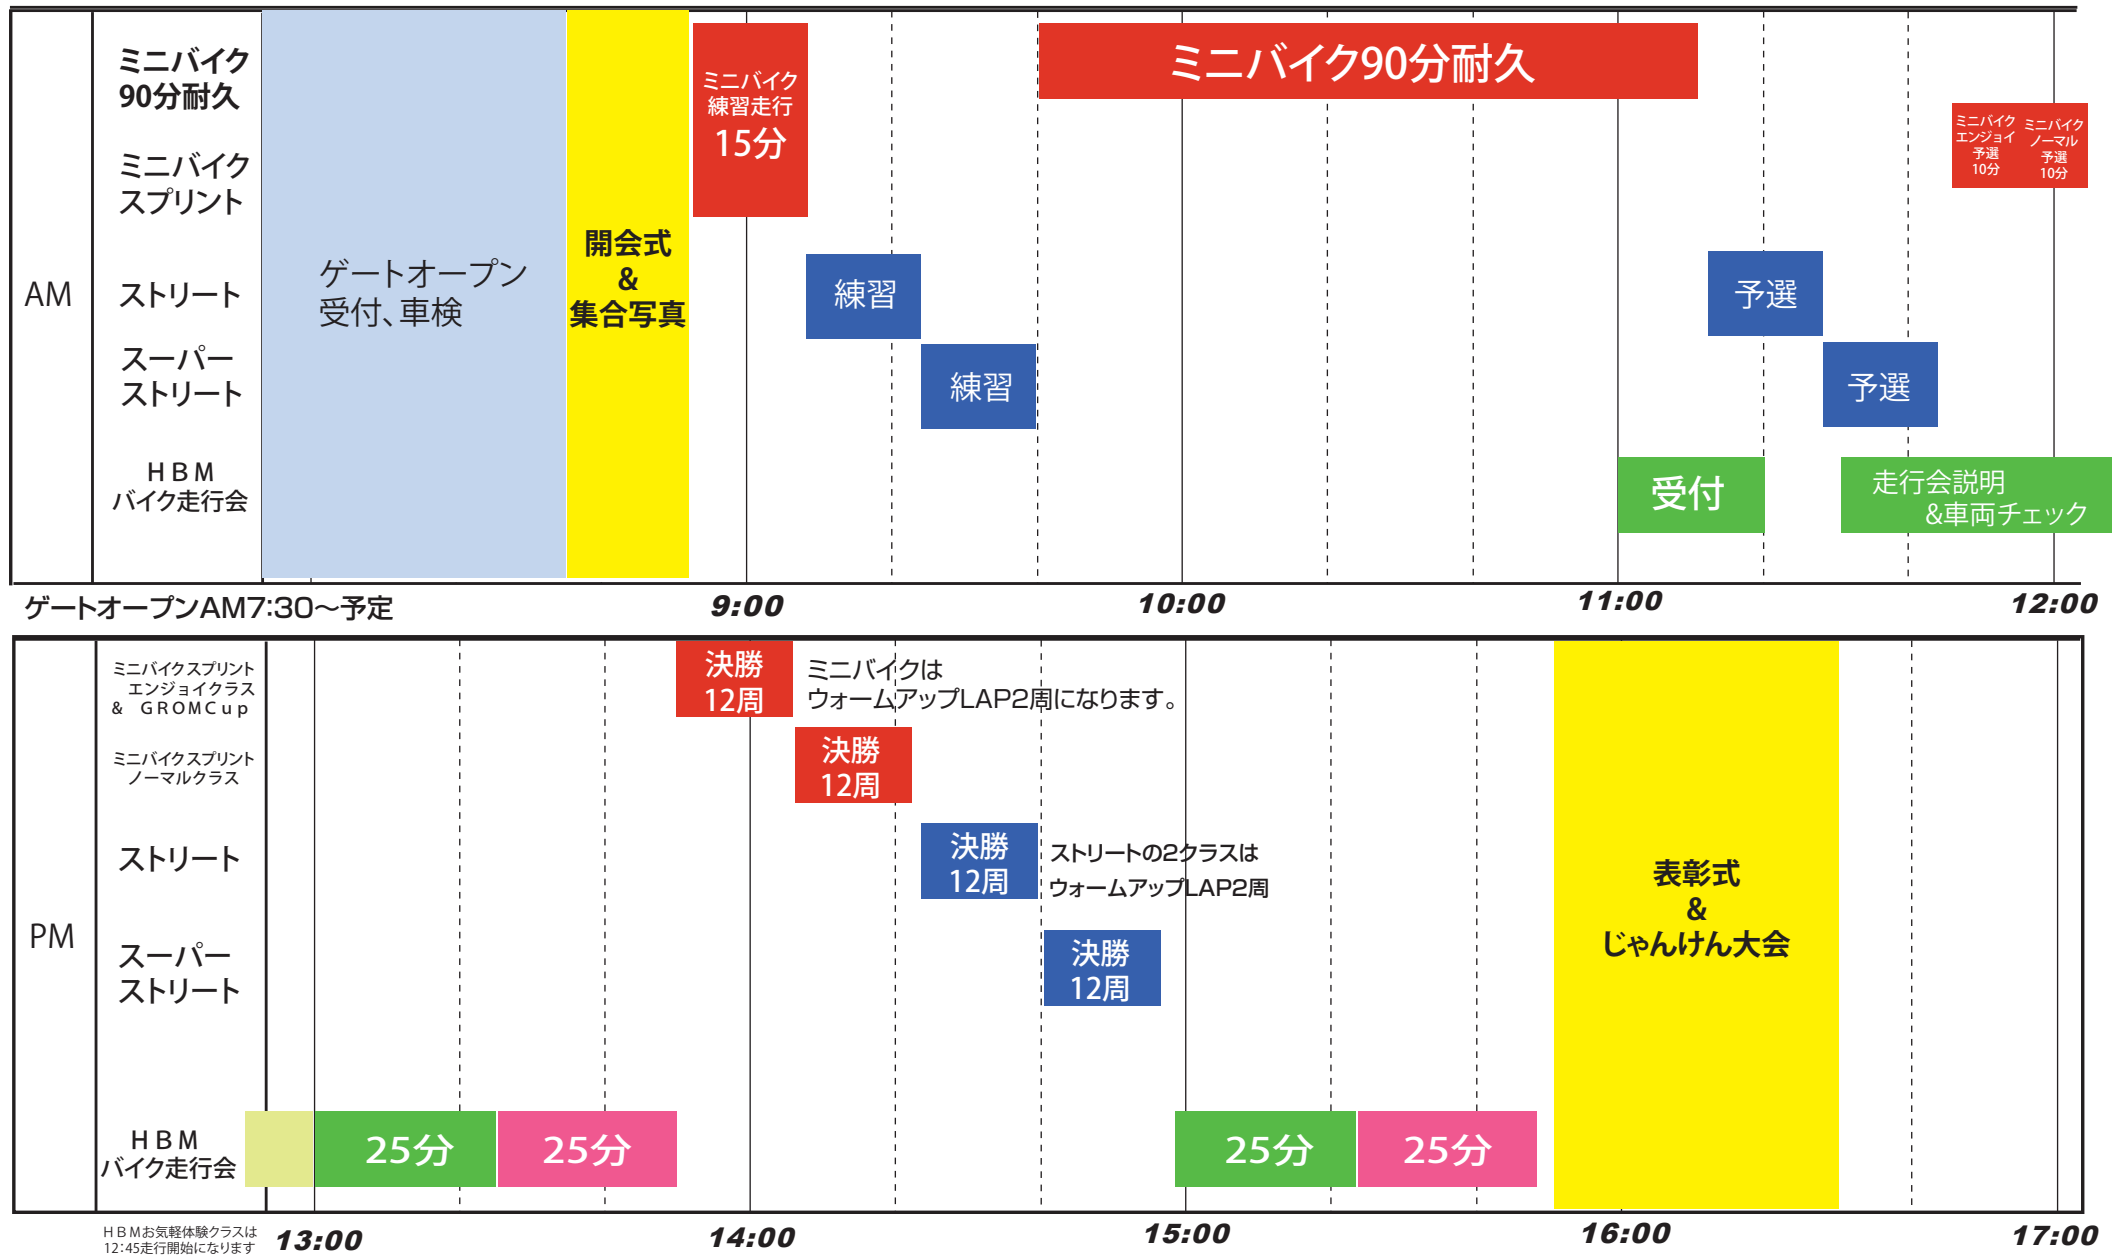 AM
ミニバイク
90分耐久
ミニバイク
スプリント
ストリート
スーパー
ストリート
ＨＢＭ
バイク走行会
ゲートオープン
受付、車検
開会式
&
集合写真
ミニバイク
練習走行
15分
練習
練習
ミニバイク90分耐久
予選
予選
受付
ミニバイク
エンジョイ
予選
10分
ミニバイク
ノーマル
予選
10分
走行会説明
&車両チェック
ゲートオープンAM7:30～予定
9:00
10:00
11:00
12:00
PM
ミニバイクスプリント
エンジョイクラス
＆ ＧＲＯＭＣｕｐ
ミニバイクスプリント
ノーマルクラス
ストリート
スーパー
ストリート
ＨＢＭ
バイク走行会
決勝
12周
ミニバイクは
ウォームアップLAP2周になります。
決勝
12周
決勝
12周
ストリートの2クラスは
ウォームアップLAP2周
決勝
12周
25分
25分
25分
25分
表彰式
&
じゃんけん大会
ＨＢＭお気軽体験クラスは
12：45走行開始になります
13:00
14:00
15:00
16:00
17:00